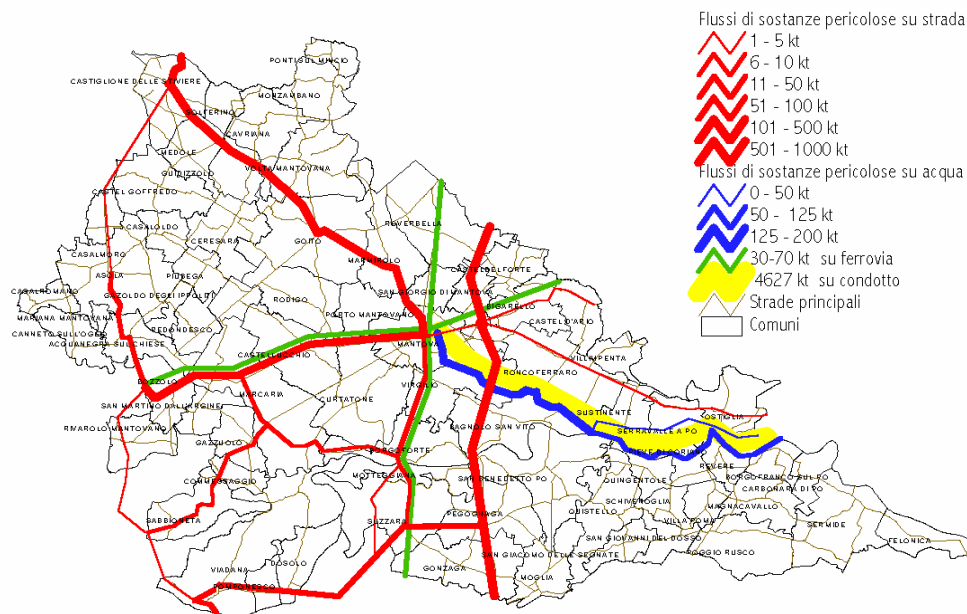 Flussi di sostanze pericolose su strada
1 - 5 kt
6 - 10 kt
11 - 50 kt
51 - 100 kt
101 - 500 kt
501 - 1000 kt
Flussi di sostanze pericolose su acqua
0 - 50 kt
50 - 125 kt
125 - 200 kt
30-70 kt su ferrovia
4627 kt su condotto
Strade principali
Comuni
PONTI SUL MINCIO
CASTIGLIONE DELLE STIVIERE
MONZAMBANO
SOLFERINO
CAVRIANA
MEDOLE
VOLTA MANTOVANA
GUIDIZZOLO
CASTEL GOFFREDO
ROVERBELLA
CASALOLDO
CERESARA
GOITO
CASALMORO
MARMIROLO
CASTELBELFORTE
ASOLA
PIUBEGA
CASALROMANO
GAZOLDO DEGLI IPPOLITI
SAN GIORGIO DI MANTOVA
RODIGO
BIGARELLO
MARIANA MANTOVANA
PORTO MANTOVANO
CASTEL D'ARIO
REDONDESCO
CANNETO SULL'OGLIO
ACQUANEGRA SUL CHIESE
MANTOVA
CASTELLUCCHIO
VILLIMPENTA
RONCOFERRARO
BOZZOLO
VIRGILIO
MARCARIA
CURTATONE
SAN MARTINO DALL'ARGINE
SUSTINENTE
OSTIGLIA
RIVAROLO MANTOVANO
BAGNOLO SAN VITO
SERRAVALLE A PO
GAZZUOLO
BORGOFORTE
PIEVE DI CORIANO
REVERE
MOTTEGGIANA
SAN BENEDETTO PO
BORGOFRANCO SUL PO
COMMESSAGGIO
QUINGENTOLE
CARBONARA DI PO
SCHIVENOGLIA
MAGNACAVALLO
PEGOGNAGA
QUISTELLO
SABBIONETA
SUZZARA
VILLA POMA
SERMIDE
SAN GIOVANNI DEL DOSSO
FELONICA
SAN GIACOMO DELLE SEGNATE
POGGIO RUSCO
DOSOLO
VIADANA
GONZAGA
MOGLIA
POMPONESCO